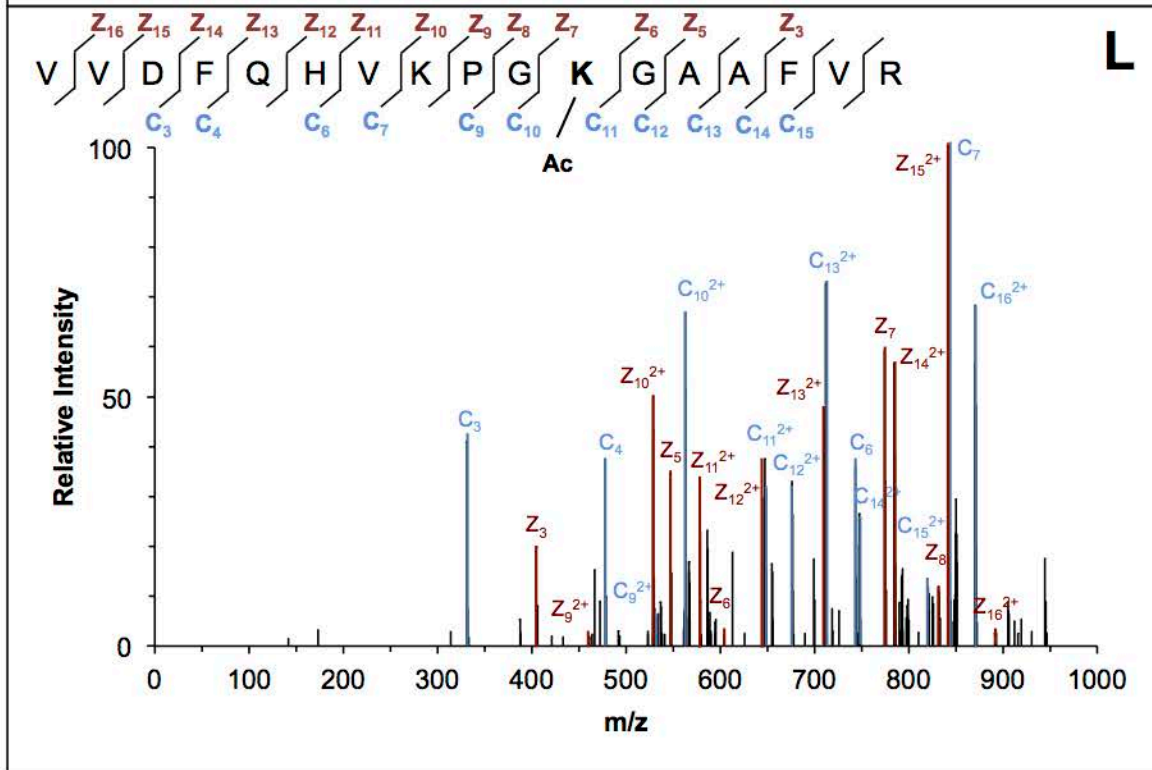 Z16 Z15 Z14 Z13 Z12 Z11 Z10 Z9 Z8 Z7 Z6 Z5 Z3
L
V V D F Q H V K P G K G A A F V R
C3 C4 C6 C7 C9 C10 C11 C12 C13 C14 C15
Ac
100
Z15 2+ C7
C13 2+
C10 2+ C16 2+
Z7
Z14 2+
Z10 2+ Z13 2+
50
C3 C4 Z5 Z11 2+ C11 2+ C6
C12 2+
Z12 2+ C14 2+
Z3 C15 2+
Z8
Z9 2+ C9 2+ Z6 Z16 2+
0
Relative Intensity
0 100 200 300 400 500 600 700 800 900 1000
m/z